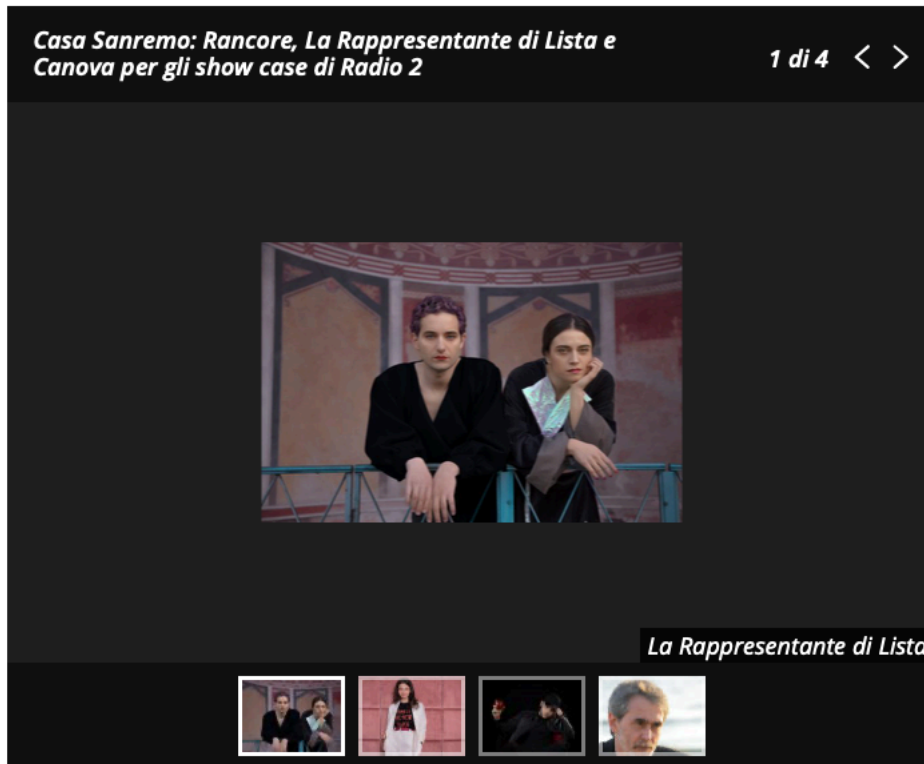 Casa Sanremo: Rancore, La Rappresentante di Lista e
Canova per gli show case di Radio 2
1 di 4
La Rappresentante di Lista